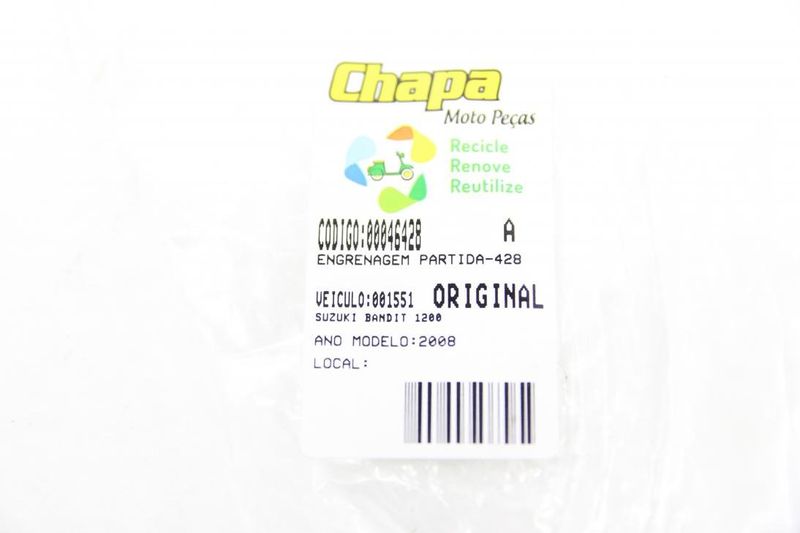 Chapa
Moto Peças
Recicle
Renove
Reutilize
CODIGO:00046428 A
ENGRENAGEM PARTIDA-428
VEICULO:001551 ORIGINAL
SUZUKI BANDIT 1200
ANO MODELO:2008
LOCAL: